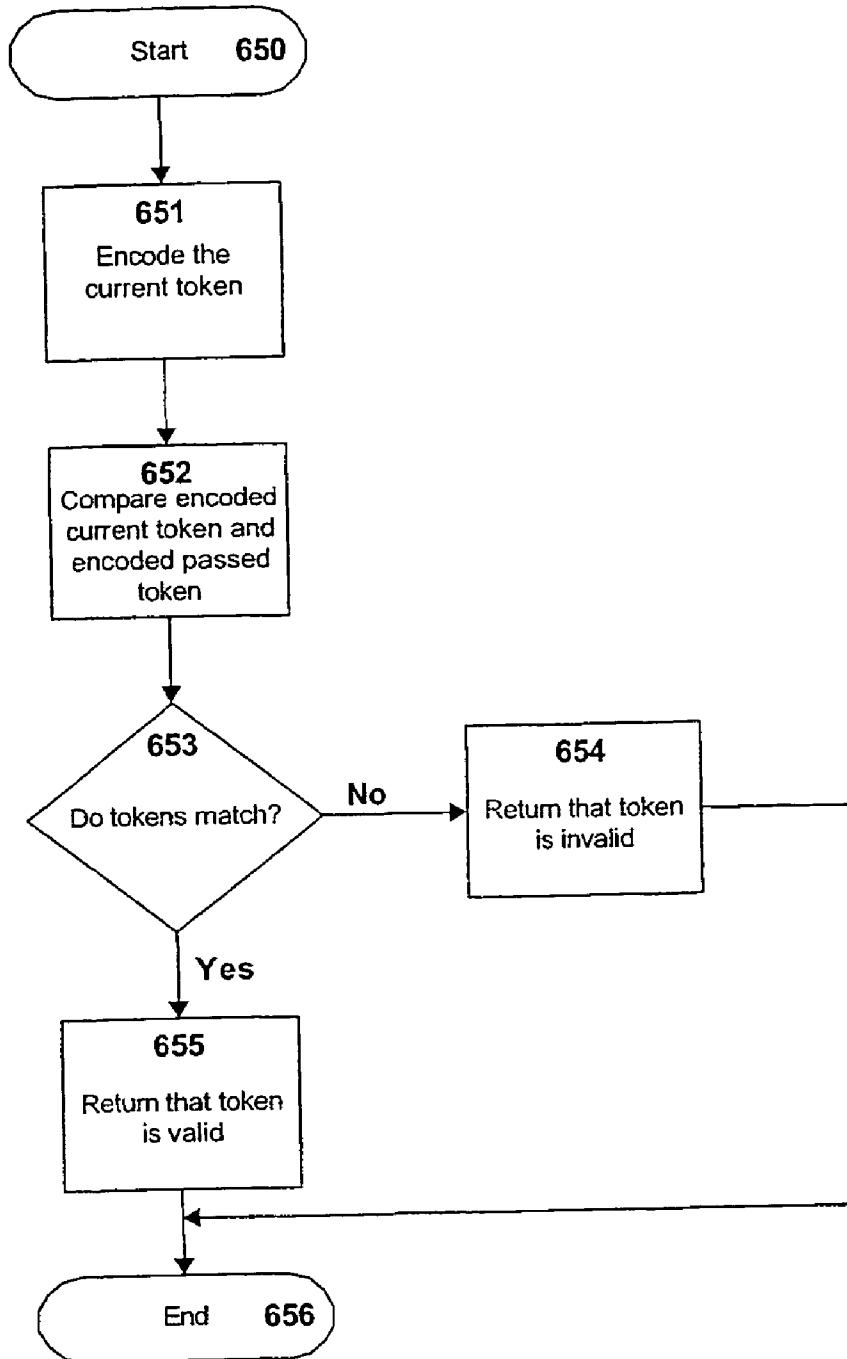 Start 650
651
Encode the
current token
652
Compare encoded
current token and
encoded passed
token
653
Do tokens match?
No
654
Return that token
is invalid
Yes
655
Return that token
is valid
End 656